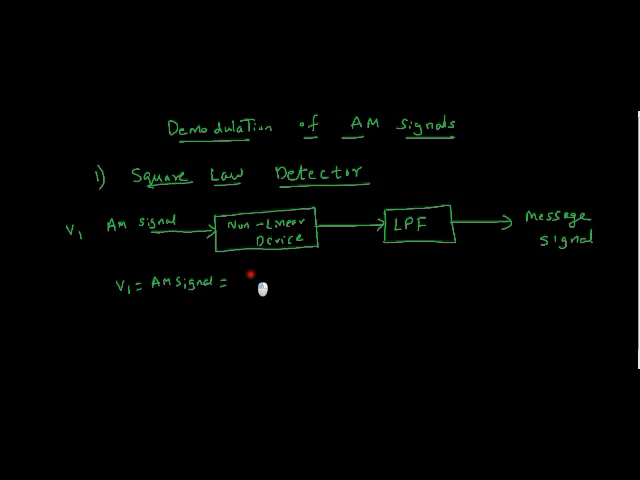 Demodulation of AM signals
1) Square Law Detector
V1 AM signal Non-Linear Device LPF message signal
V1 = AM signal =